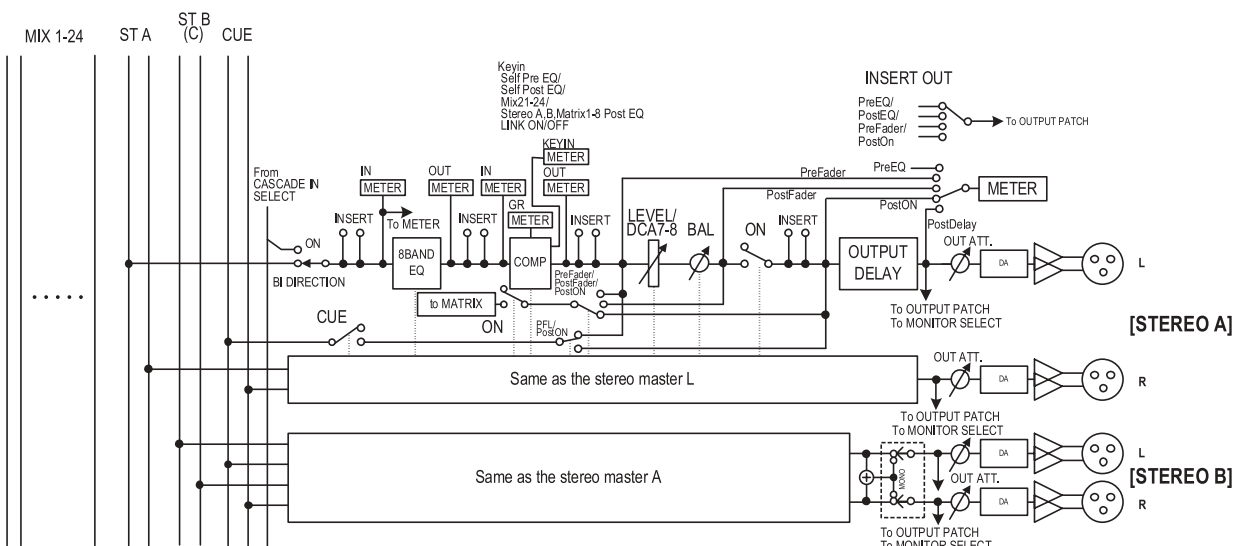 MIX 1-24
ST A
ST B
(C)
CUE
Keyin
Self Pre EQ/
Self Post EQ/
Mix21-24/
Stereo A,B,Matrix1-8 Post EQ
LINK ON/OFF
INSERT OUT
PreEQ/
PostEQ/
PreFader/
PostOn
To OUTPUT PATCH
From
CASCADE IN
SELECT
IN
METER
OUT
METER
IN
METER
KEYIN
METER
OUT
METER
GR
METER
INSERT
To METER
INSERT
INSERT
LEVEL/
DCA7-8
BAL
ON
INSERT
PreFader
PostFader
PreEQ
PostON
METER
PostDelay
OUT ATT.
ON
BI DIRECTION
8BAND
EQ
COMP
OUTPUT
DELAY
DA
L
PreFader/
PostFader/
PostON
to MATRIX
ON
To OUTPUT PATCH
To MONITOR SELECT
[STEREO A]
CUE
PFL/
PostON
Same as the stereo master L
OUT ATT.
DA
R
To OUTPUT PATCH
To MONITOR SELECT
Same as the stereo master A
MONO
DA
L
OUT ATT.
[STEREO B]
DA
R
To OUTPUT PATCH
To MONITOR SELECT